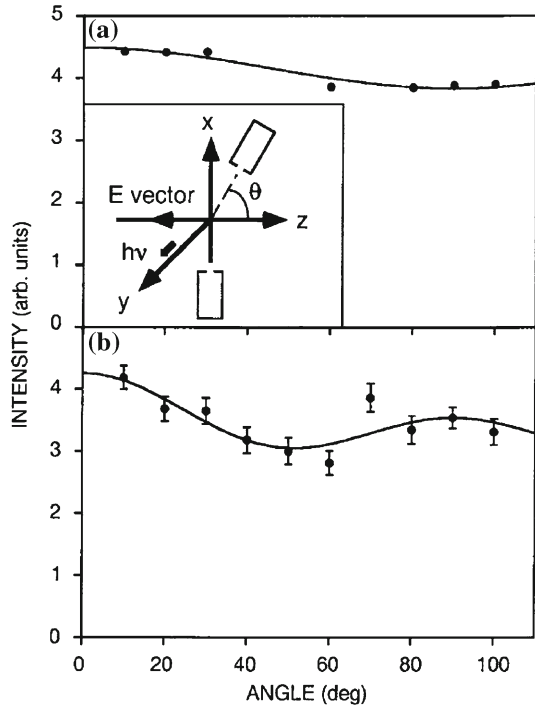 (a)
5
4
3
2
1
0
x
θ
E vector
z
hν
y
INTENSITY (arb. units)
(b)
4
3
2
1
0
0 20 40 60 80 100
ANGLE (deg)